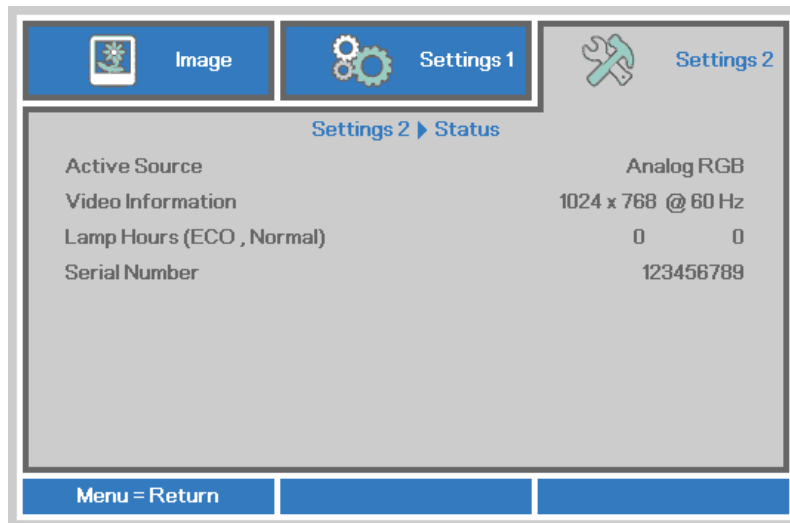 Image Settings 1 Settings 2
Settings 2 ▶ Status
Active Source Analog RGB
Video Information 1024 x 768 @ 60 Hz
Lamp Hours (ECO , Normal) 0 0
Serial Number 123456789
Menu = Return